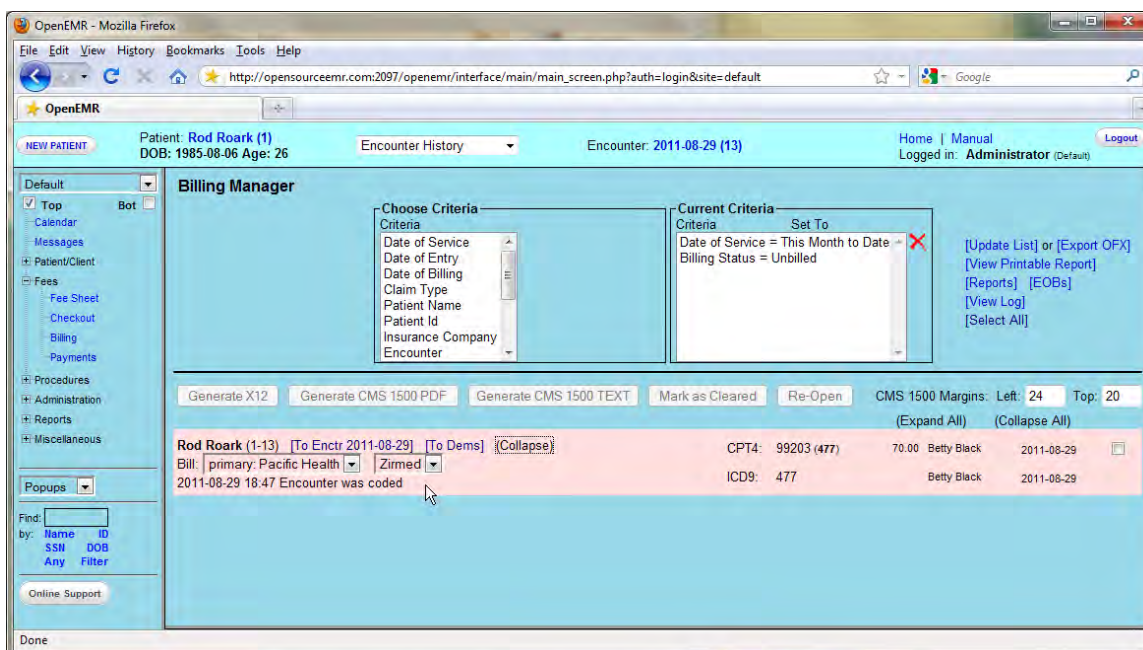 OpenEMR - Mozilla Firefox
File Edit View History Bookmarks Tools Help
http://opensourceemr.com:2097/openemr/interface/main/main_screen.php?auth=login&site=default
Google
OpenEMR
NEW PATIENT
Patient: Rod Roark (1)
DOB: 1985-08-06 Age: 26
Encounter History
Encounter: 2011-08-29 (13)
Home | Manual
Logged in: Administrator (Default)
Logout
Default
Top Bot
Calendar
Messages
Patient/Client
Fees
Fee Sheet
Checkout
Billing
Payments
Procedures
Administration
Reports
Miscellaneous
Popups
Find:
by: Name ID
SSN DOB
Any Filter
Online Support
Billing Manager
Choose Criteria
Criteria
Date of Service
Date of Entry
Date of Billing
Claim Type
Patient Name
Patient Id
Insurance Company
Encounter
Current Criteria
Criteria Set To
Date of Service = This Month to Date
Billing Status = Unbilled
[Update List] or [Export OFX]
[View Printable Report]
[Reports] [EOBs]
[View Log]
[Select All]
Generate X12 Generate CMS 1500 PDF Generate CMS 1500 TEXT Mark as Cleared Re-Open CMS 1500 Margins: Left: 24 Top: 20
(Expand All) (Collapse All)
Rod Roark (1-13) [To Enctr 2011-08-29] [To Dems] (Collapse) CPT4: 99203 (477) 70.00 Betty Black 2011-08-29
Bill: primary: Pacific Health Zirmed
2011-08-29 18:47 Encounter was coded ICD9: 477 Betty Black 2011-08-29
Done